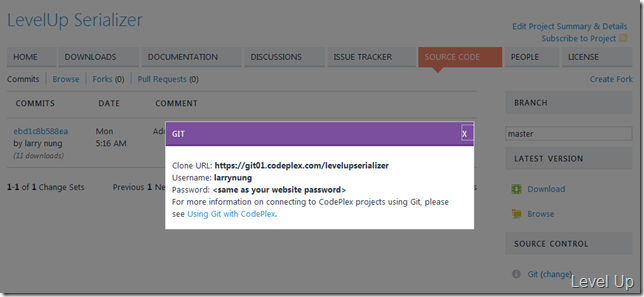 LevelUp Serializer
Edit Project Summary & Details
Subscribe to Project
HOME DOWNLOADS DOCUMENTATION DISCUSSIONS ISSUE TRACKER SOURCE CODE PEOPLE LICENSE
Commits Browse Forks (0) Pull Requests (0) Create Fork
COMMITS DATE COMMENT
ebd1c8b588ea Mon Add
by larry nung 5:16 AM
(11 downloads)
1-1 of 1 Change Sets Previous 1
GIT X
Clone URL: https://git01.codeplex.com/levelupserializer
Username: larrynung
Password: <same as your website password>
For more information on connecting to CodePlex projects using Git, please
see Using Git with CodePlex.
BRANCH
master
LATEST VERSION
Download
Browse
SOURCE CONTROL
Git (change)
Level Up